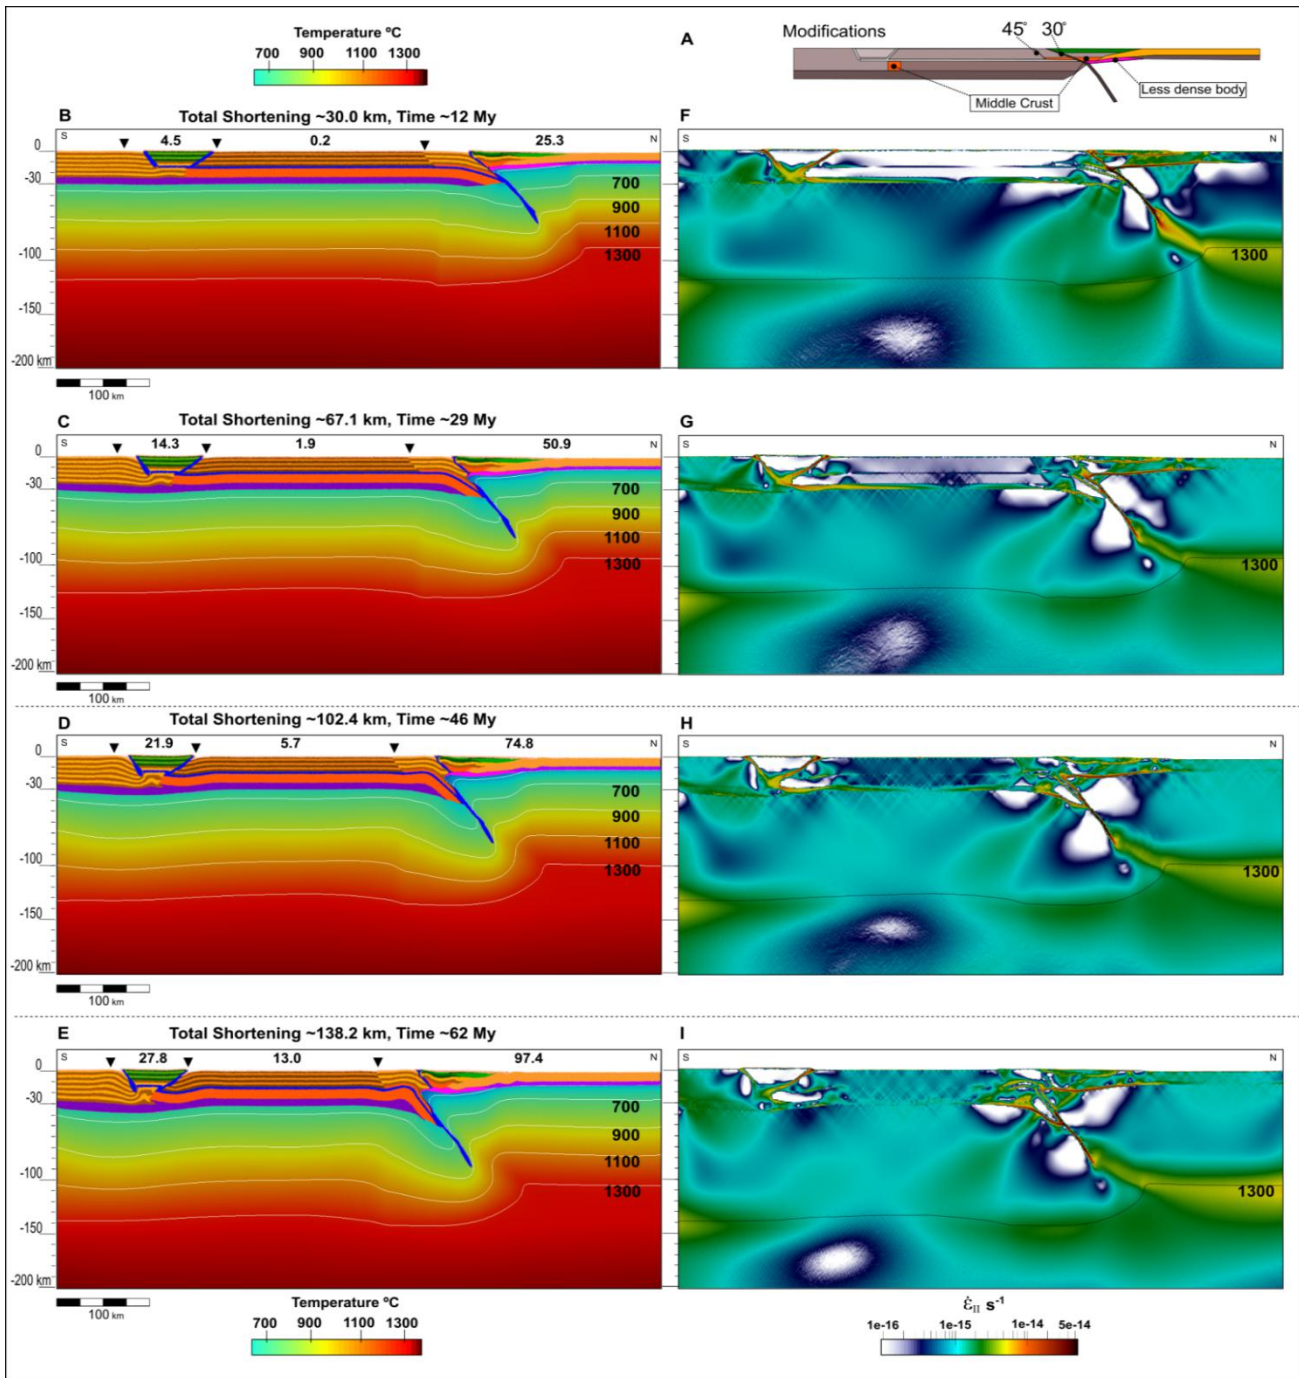 Temperature ºC
700 900 1100 1300
A
Modifications 45° 30°
Middle Crust
Less dense body
B
Total Shortening ~30.0 km, Time ~12 My
S 4.5 0.2 25.3 N
0
-30
-100
-150
-200 km
700
900
1100
1300
100 km
F
S N
1300
C
Total Shortening ~67.1 km, Time ~29 My
S 14.3 1.9 50.9 N
0
-30
-100
-150
-200 km
700
900
1100
1300
100 km
G
S N
1300
D
Total Shortening ~102.4 km, Time ~46 My
S 21.9 5.7 74.8 N
0
-30
-100
-150
-200 km
700
900
1100
1300
100 km
H
S N
1300
E
Total Shortening ~138.2 km, Time ~62 My
S 27.8 13.0 97.4 N
0
-30
-100
-150
-200 km
700
900
1100
1300
100 km
I
S N
1300
Temperature ºC
700 900 1100 1300
ε̇II s-1
1e-16 1e-15 1e-14 5e-14